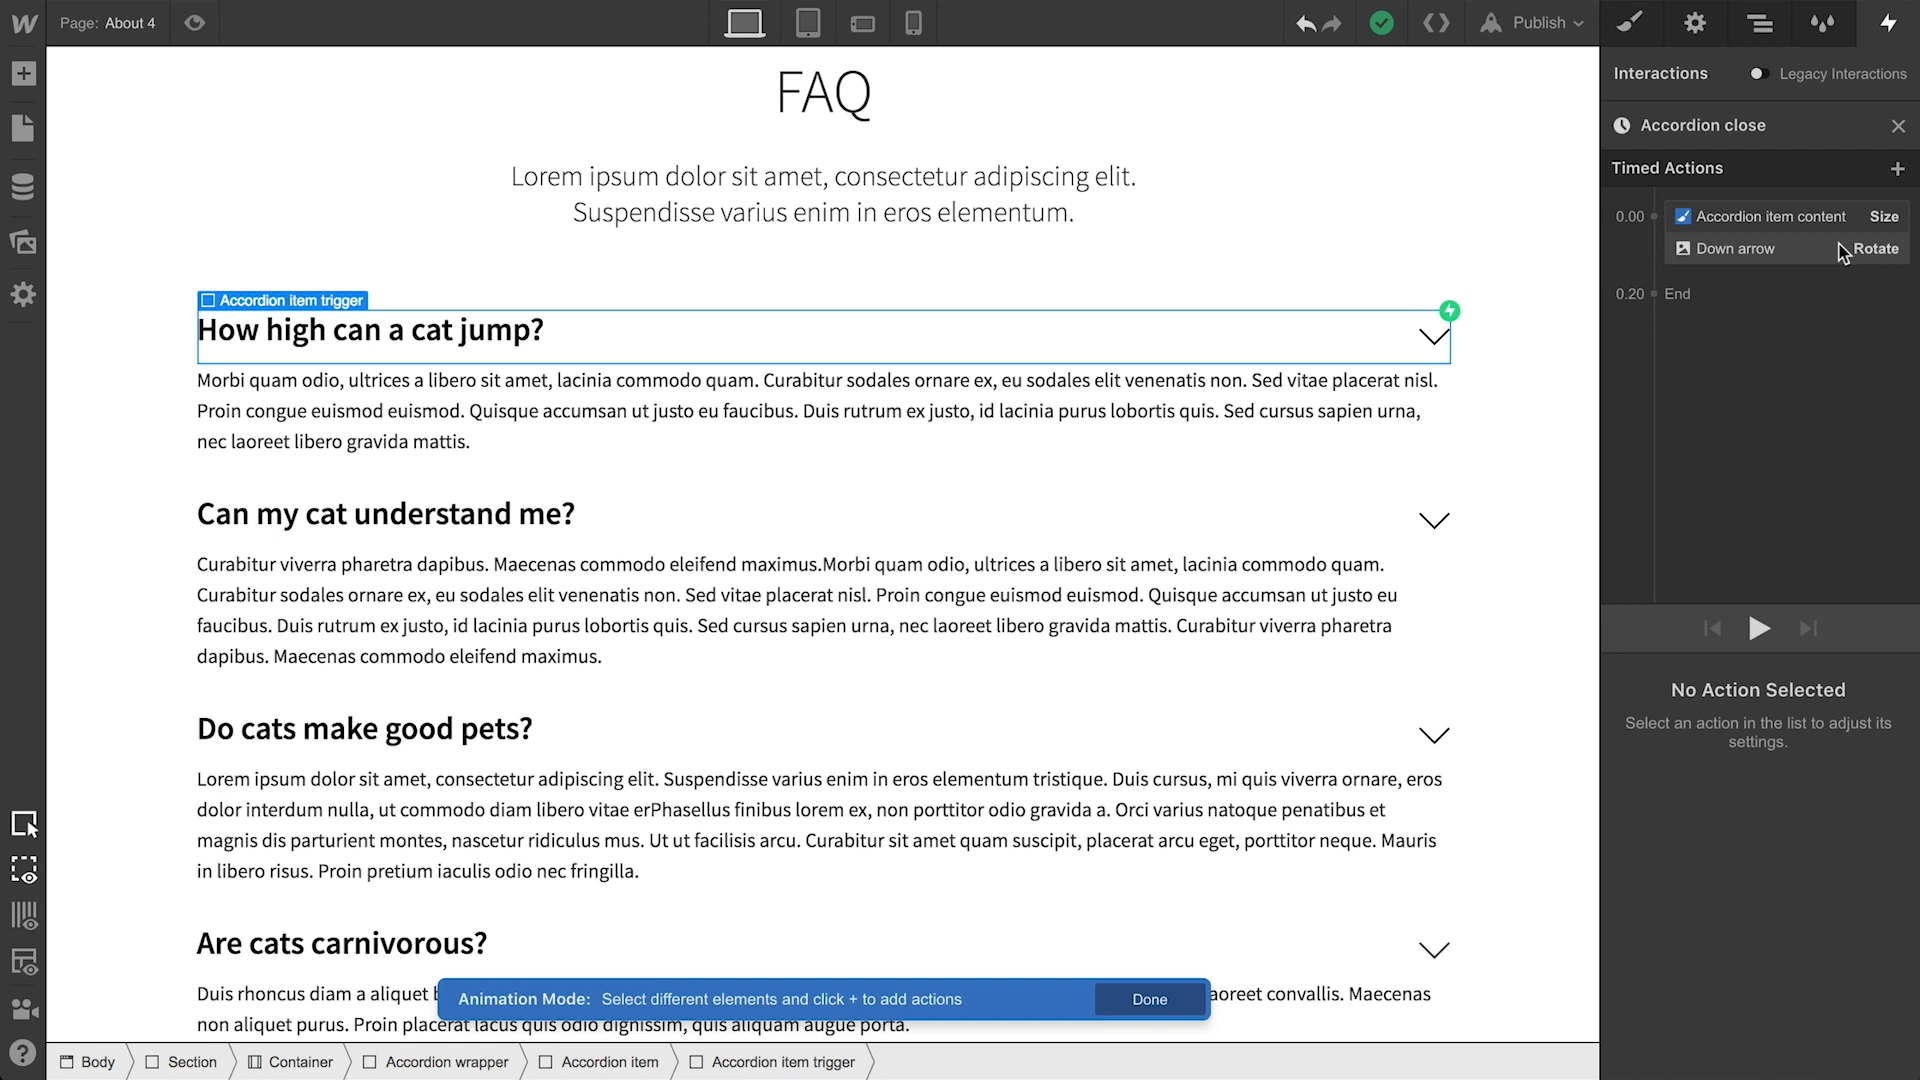 Page: About 4
Publish
Interactions
Legacy Interactions
Accordion close
Timed Actions
0.00
Accordion item content Size
Down arrow Rotate
0.20 End
No Action Selected
Select an action in the list to adjust its
settings.
FAQ
Lorem ipsum dolor sit amet, consectetur adipiscing elit.
Suspendisse varius enim in eros elementum.
Accordion item trigger
How high can a cat jump?
Morbi quam odio, ultrices a libero sit amet, lacinia commodo quam. Curabitur sodales ornare ex, eu sodales elit venenatis non. Sed vitae placerat nisl.
Proin congue euismod euismod. Quisque accumsan ut justo eu faucibus. Duis rutrum ex justo, id lacinia purus lobortis quis. Sed cursus sapien urna,
nec laoreet libero gravida mattis.
Can my cat understand me?
Curabitur viverra pharetra dapibus. Maecenas commodo eleifend maximus.Morbi quam odio, ultrices a libero sit amet, lacinia commodo quam.
Curabitur sodales ornare ex, eu sodales elit venenatis non. Sed vitae placerat nisl. Proin congue euismod euismod. Quisque accumsan ut justo eu
faucibus. Duis rutrum ex justo, id lacinia purus lobortis quis. Sed cursus sapien urna, nec laoreet libero gravida mattis. Curabitur viverra pharetra
dapibus. Maecenas commodo eleifend maximus.
Do cats make good pets?
Lorem ipsum dolor sit amet, consectetur adipiscing elit. Suspendisse varius enim in eros elementum tristique. Duis cursus, mi quis viverra ornare, eros
dolor interdum nulla, ut commodo diam libero vitae erPhasellus finibus lorem ex, non porttitor odio gravida a. Orci varius natoque penatibus et
magnis dis parturient montes, nascetur ridiculus mus. Ut ut facilisis arcu. Curabitur sit amet quam suscipit, placerat arcu eget, porttitor neque. Mauris
in libero risus. Proin pretium iaculis odio nec fringilla.
Are cats carnivorous?
Duis rhoncus diam a aliquet
aoreet convallis. Maecenas
Animation Mode: Select different elements and click + to add actions
Done
non aliquet purus. Proin placerat lacus quis odio dignissim, quis aliquam augue porta.
Body Section Container Accordion wrapper Accordion item Accordion item trigger